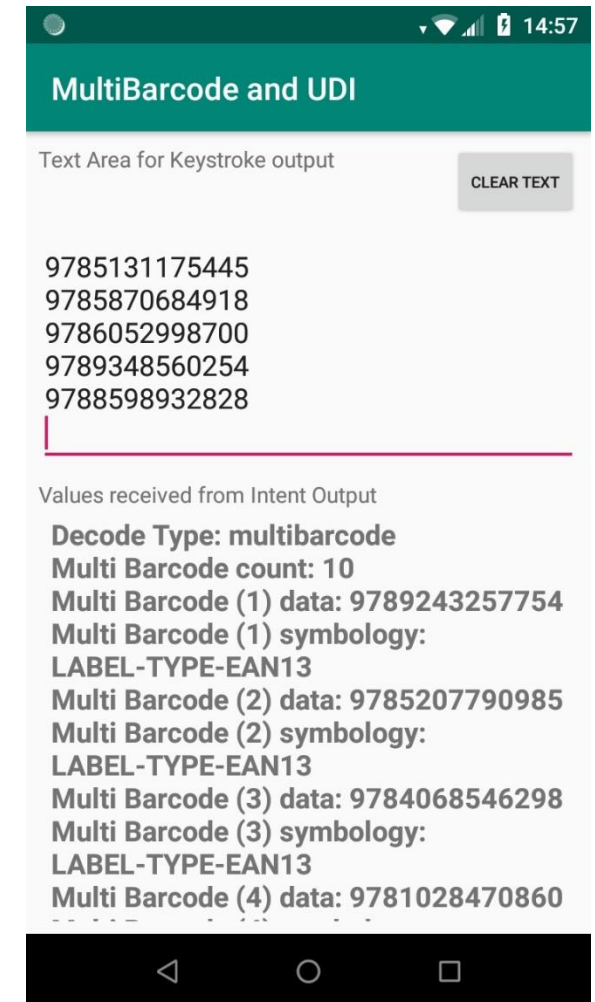 14:57
MultiBarcode and UDI
Text Area for Keystroke output
CLEAR TEXT
9785131175445
9785870684918
9786052998700
9789348560254
9788598932828
Values received from Intent Output
Decode Type: multibarcode
Multi Barcode count: 10
Multi Barcode (1) data: 9789243257754
Multi Barcode (1) symbology:
LABEL-TYPE-EAN13
Multi Barcode (2) data: 9785207790985
Multi Barcode (2) symbology:
LABEL-TYPE-EAN13
Multi Barcode (3) data: 9784068546298
Multi Barcode (3) symbology:
LABEL-TYPE-EAN13
Multi Barcode (4) data: 9781028470860